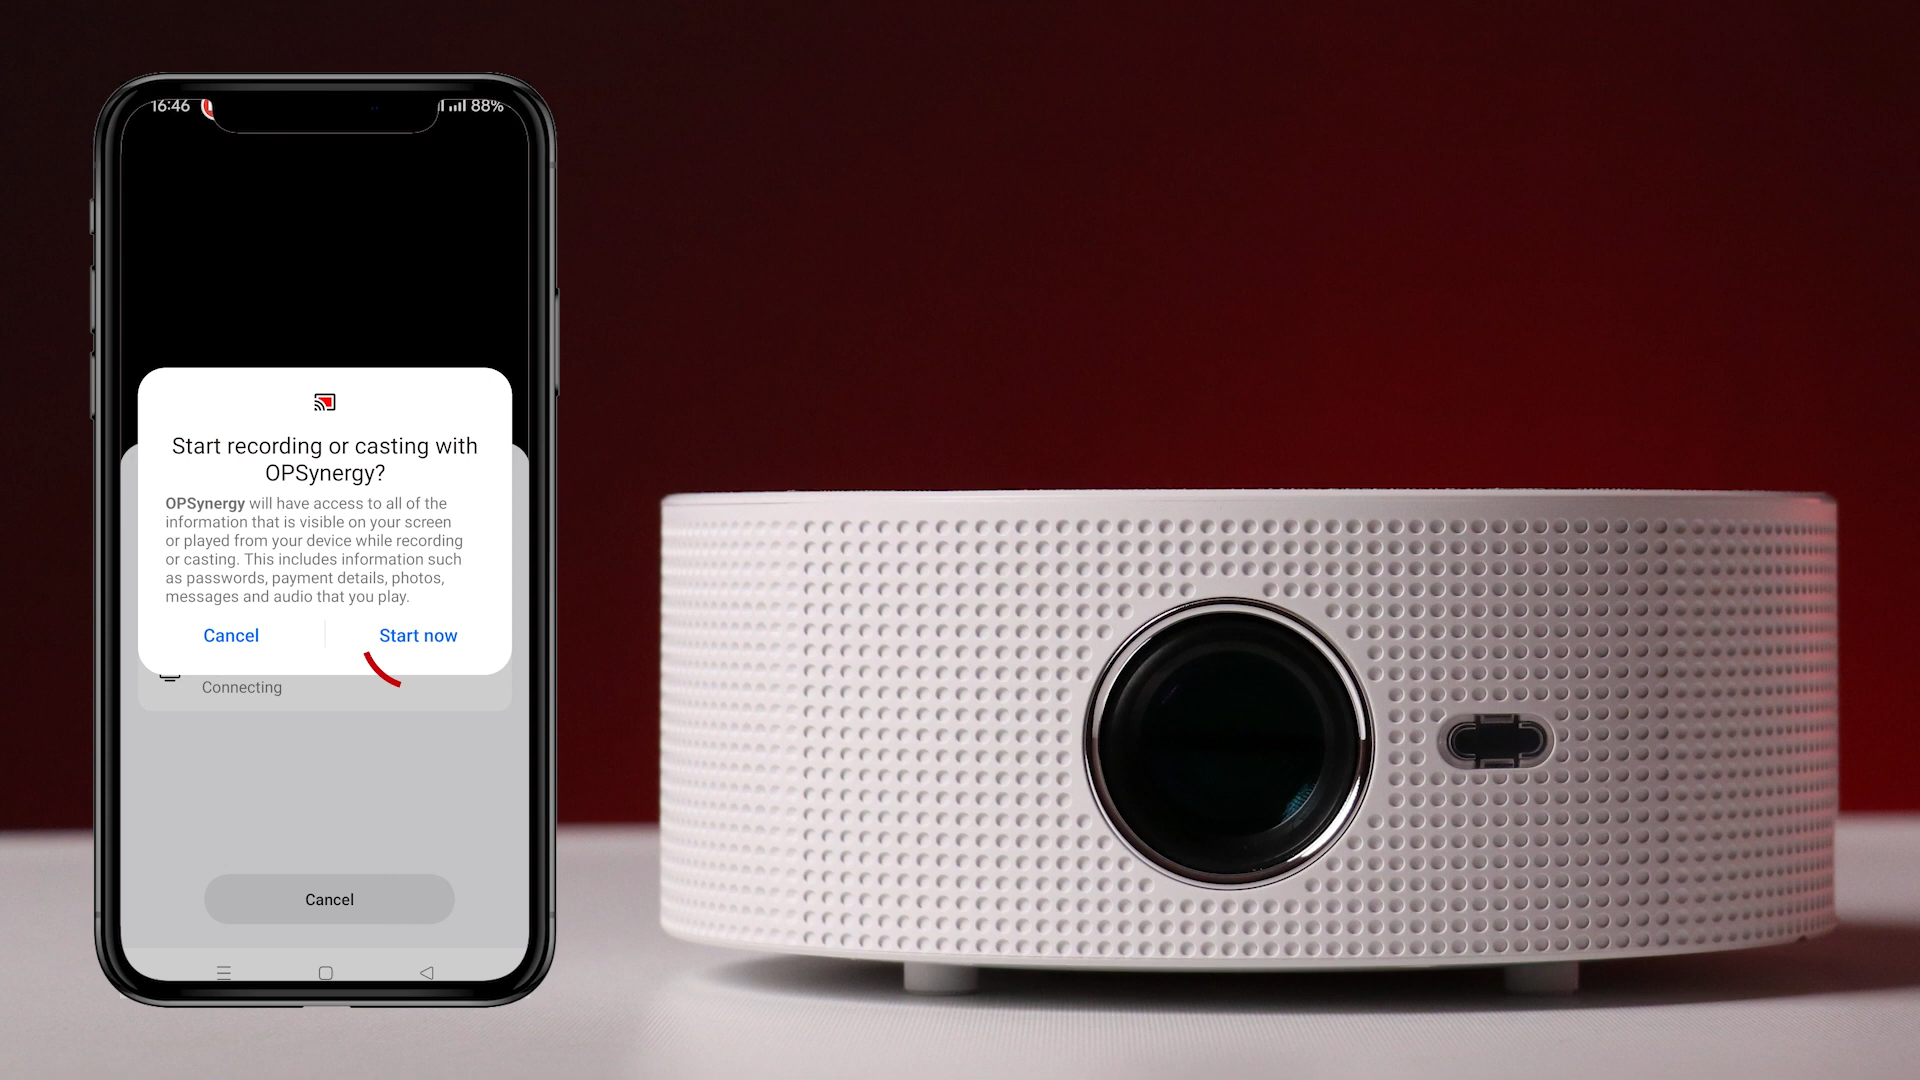 16:46 88%
Start recording or casting with
OPSynergy?
OPSynergy will have access to all of the
information that is visible on your screen
or played from your device while recording
or casting. This includes information such
as passwords, payment details, photos,
messages and audio that you play.
Cancel Start now
Connecting
Cancel